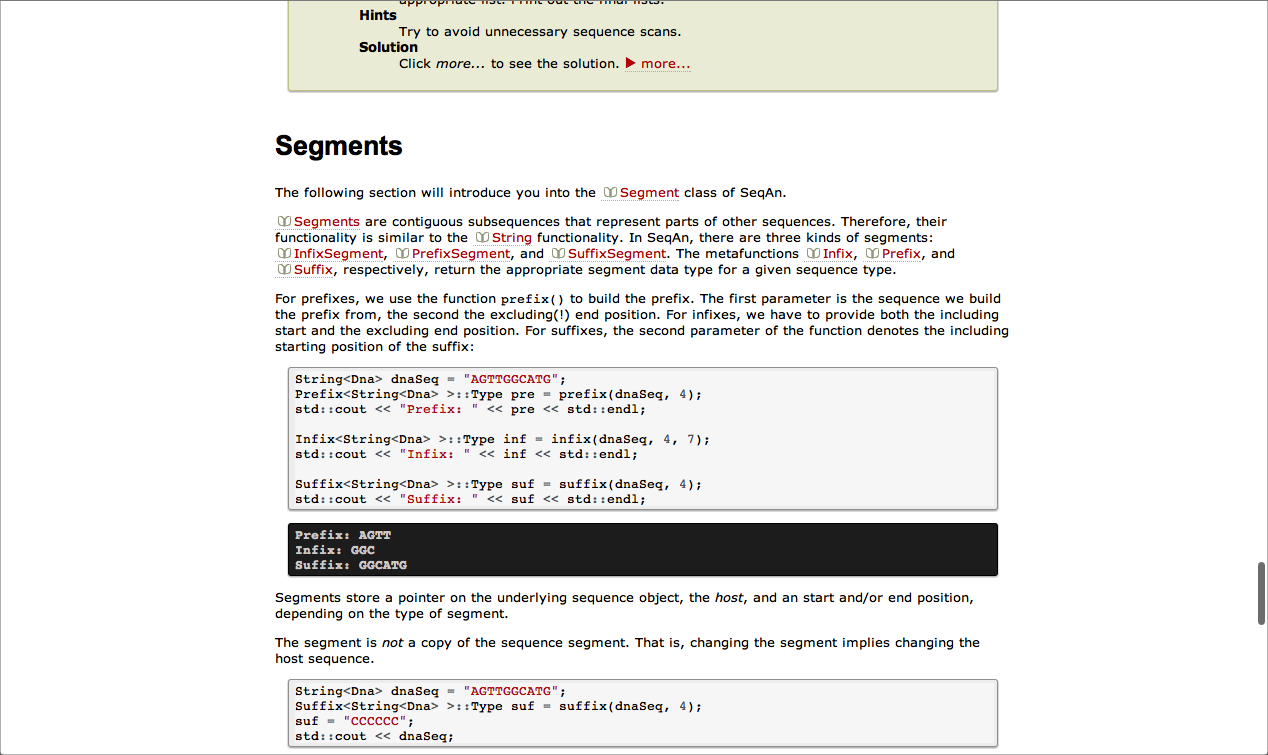 appropriate list. Print out the final lists.
Hints
Try to avoid unnecessary sequence scans.
Solution
Click more... to see the solution. ▶ more...
Segments
The following section will introduce you into the Segment class of SeqAn.
Segments are contiguous subsequences that represent parts of other sequences. Therefore, their
functionality is similar to the String functionality. In SeqAn, there are three kinds of segments:
InfixSegment, PrefixSegment, and SuffixSegment. The metafunctions Infix, Prefix, and
Suffix, respectively, return the appropriate segment data type for a given sequence type.
For prefixes, we use the function prefix() to build the prefix. The first parameter is the sequence we build
the prefix from, the second the excluding(!) end position. For infixes, we have to provide both the including
start and the excluding end position. For suffixes, the second parameter of the function denotes the including
starting position of the suffix:
String<Dna> dnaSeq = "AGTTGGCATG";
Prefix<String<Dna> >::Type pre = prefix(dnaSeq, 4);
std::cout << "Prefix: " << pre << std::endl;
Infix<String<Dna> >::Type inf = infix(dnaSeq, 4, 7);
std::cout << "Infix: " << inf << std::endl;
Suffix<String<Dna> >::Type suf = suffix(dnaSeq, 4);
std::cout << "Suffix: " << suf << std::endl;
Prefix: AGTT
Infix: GGC
Suffix: GGCATG
Segments store a pointer on the underlying sequence object, the host, and an start and/or end position,
depending on the type of segment.
The segment is not a copy of the sequence segment. That is, changing the segment implies changing the
host sequence.
String<Dna> dnaSeq = "AGTTGGCATG";
Suffix<String<Dna> >::Type suf = suffix(dnaSeq, 4);
suf = "CCCCCC";
std::cout << dnaSeq;